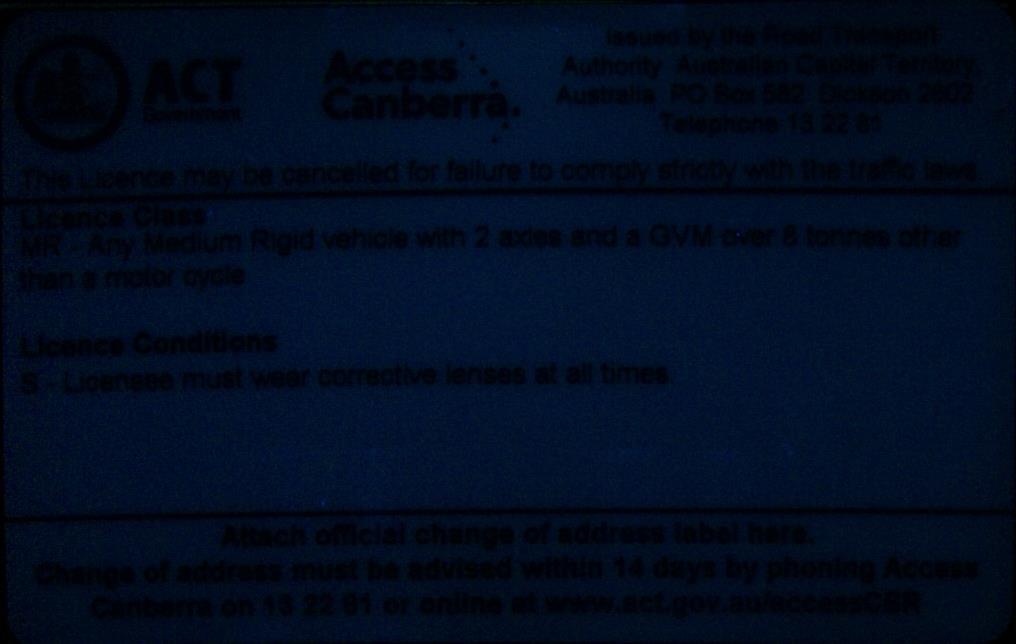 ACT
Government
Access
Canberra.
Issued by the Road Transport
Authority Australian Capital Territory,
Australia PO Box 582 Dickson 2602
Telephone 13 22 81
This Licence may be cancelled for failure to comply strictly with the traffic laws
Licence Class
MR - Any Medium Rigid vehicle with 2 axles and a GVM over 8 tonnes other
than a motor cycle
Licence Conditions
S - Licensee must wear corrective lenses at all times.
Attach official change of address label here.
Change of address must be advised within 14 days by phoning Access
Canberra on 13 22 81 or online at www.act.gov.au/accessCBR